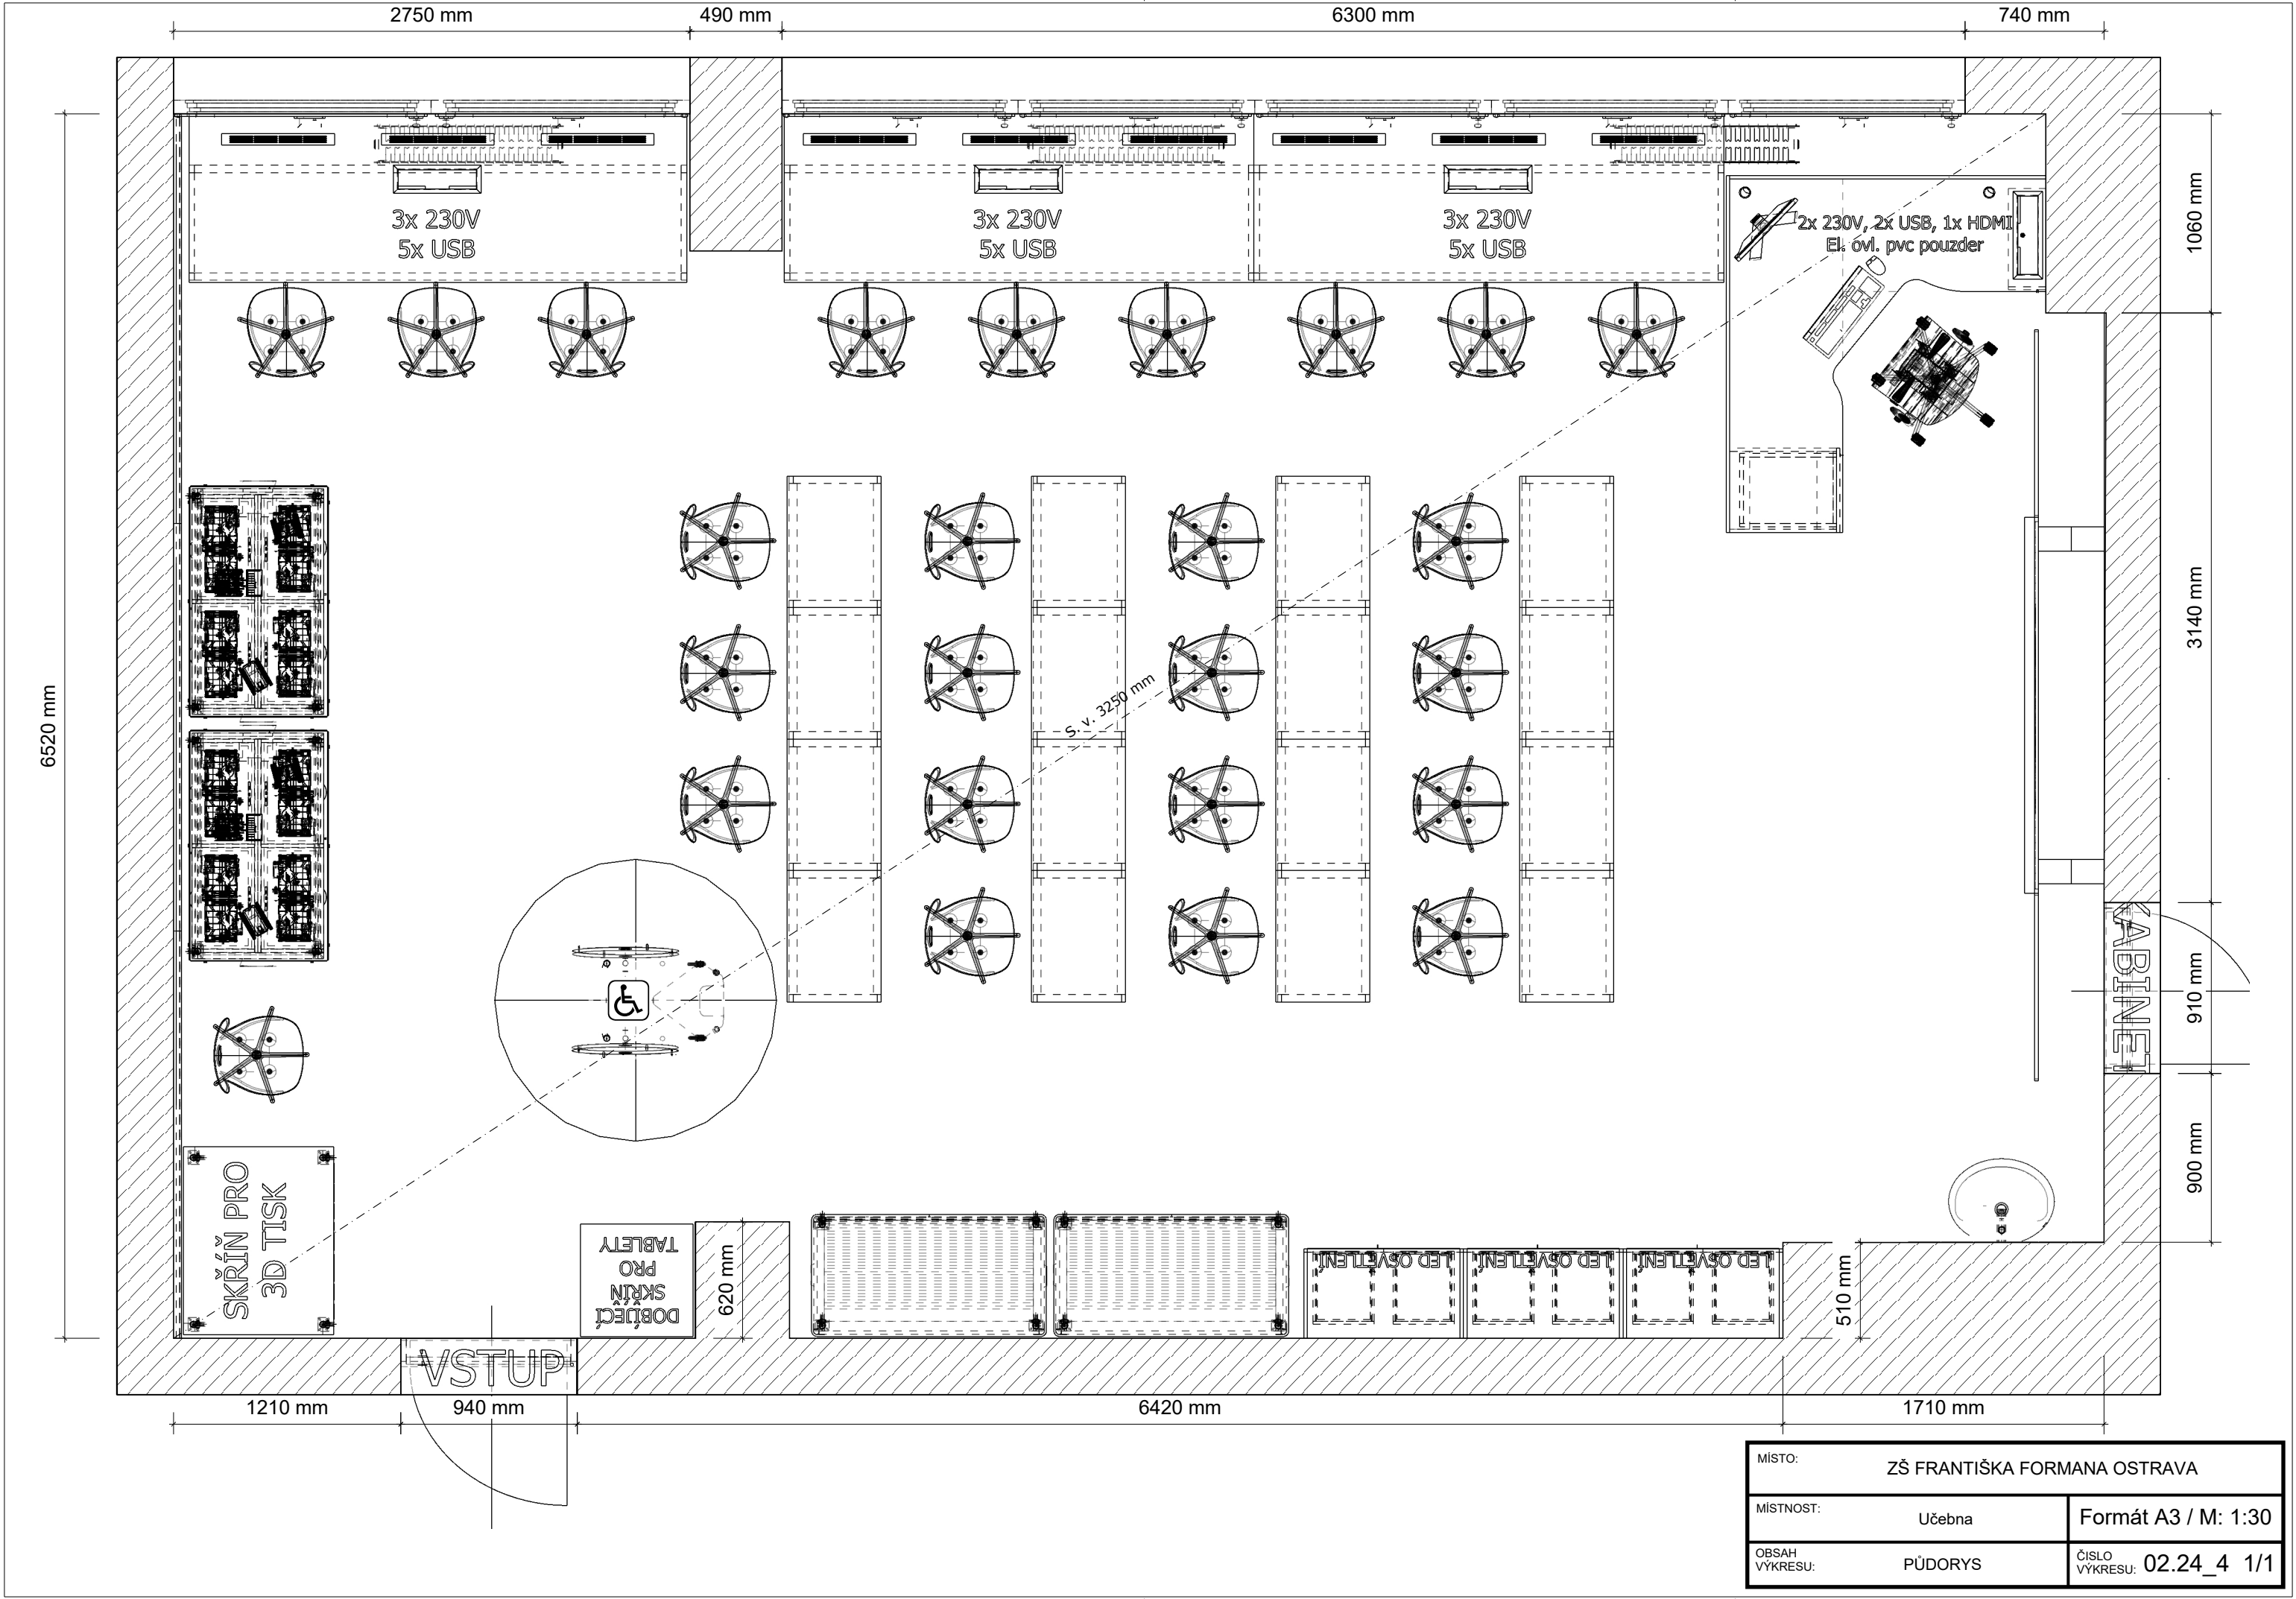 2750 mm
490 mm
6300 mm
740 mm
3x 230V
5x USB
3x 230V
5x USB
3x 230V
5x USB
2x 230V, 2x USB, 1x HDMI
El. ovl. pvc pouzder
1060 mm
3140 mm
6520 mm
S. v. 3250 mm
KABINET
910 mm
900 mm
SKŘÍŇ PRO
3D TISK
DOBÍJECÍ
SKŘÍŇ
PRO
TABLETY
620 mm
LED OSVĚTLENÍ
LED OSVĚTLENÍ
LED OSVĚTLENÍ
510 mm
VSTUP
1210 mm
940 mm
6420 mm
1710 mm
MÍSTO:
ZŠ FRANTIŠKA FORMANA OSTRAVA
MÍSTNOST:
Učebna
Formát A3 / M: 1:30
OBSAH
VÝKRESU:
PŮDORYS
ČISLO
VÝKRESU: 02.24_4 1/1